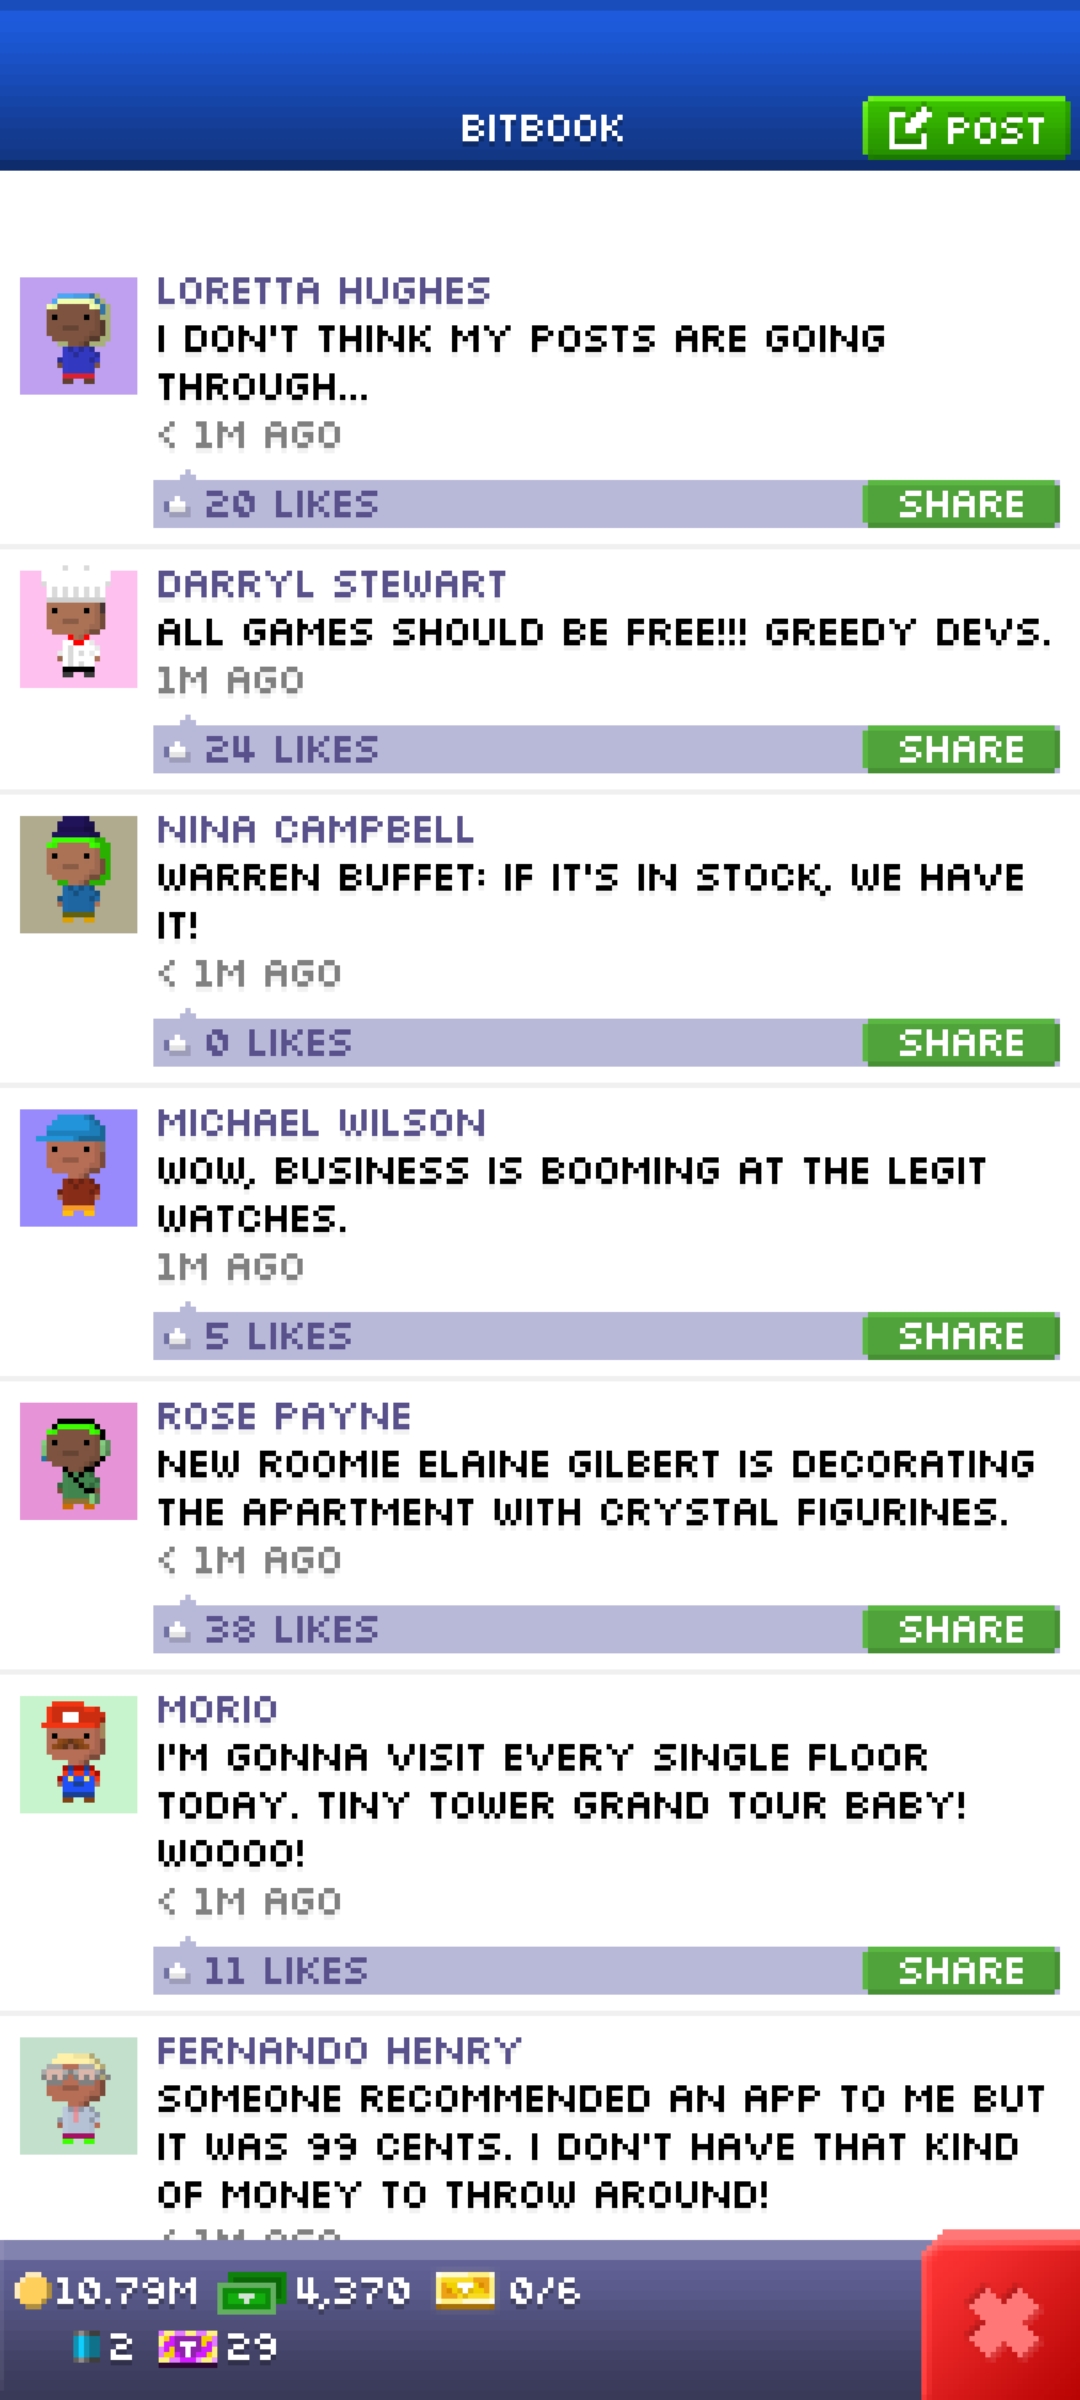 BITBOOK
POST
LORETTA HUGHES
I DON'T THINK MY POSTS ARE GOING
THROUGH...
< 1M AGO
20 LIKES
SHARE
DARRYL STEWART
ALL GAMES SHOULD BE FREE!!! GREEDY DEVS.
1M AGO
24 LIKES
SHARE
NINA CAMPBELL
WARREN BUFFET: IF IT'S IN STOCK, WE HAVE
IT!
< 1M AGO
0 LIKES
SHARE
MICHAEL WILSON
WOW, BUSINESS IS BOOMING AT THE LEGIT
WATCHES.
1M AGO
5 LIKES
SHARE
ROSE PAYNE
NEW ROOMIE ELAINE GILBERT IS DECORATING
THE APARTMENT WITH CRYSTAL FIGURINES.
< 1M AGO
38 LIKES
SHARE
MORIO
I'M GONNA VISIT EVERY SINGLE FLOOR
TODAY. TINY TOWER GRAND TOUR BABY!
WOOOO!
< 1M AGO
11 LIKES
SHARE
FERNANDO HENRY
SOMEONE RECOMMENDED AN APP TO ME BUT
IT WAS 99 CENTS. I DON'T HAVE THAT KIND
OF MONEY TO THROW AROUND!
< 1M AGO
10.79M 4,370 0/6
2 29